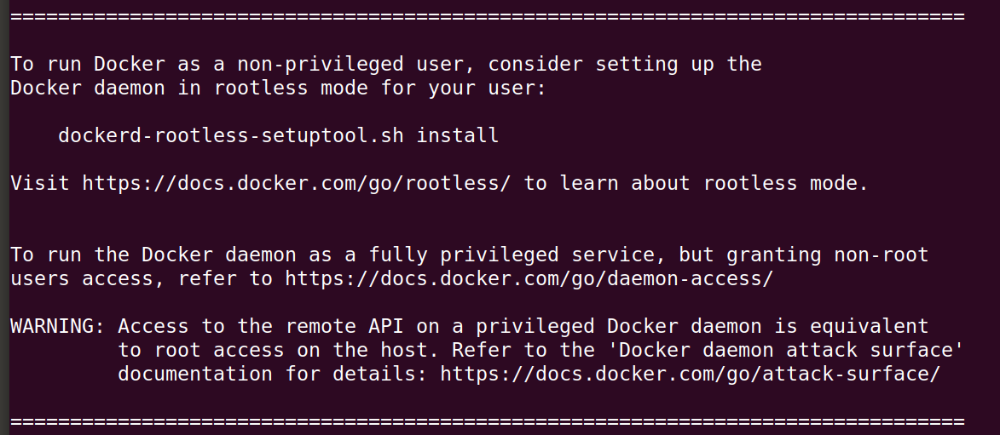 ================================================================================
To run Docker as a non-privileged user, consider setting up the
Docker daemon in rootless mode for your user:
dockerd-rootless-setuptool.sh install
Visit https://docs.docker.com/go/rootless/ to learn about rootless mode.
To run the Docker daemon as a fully privileged service, but granting non-root
users access, refer to https://docs.docker.com/go/daemon-access/
WARNING: Access to the remote API on a privileged Docker daemon is equivalent
to root access on the host. Refer to the 'Docker daemon attack surface'
documentation for details: https://docs.docker.com/go/attack-surface/
================================================================================